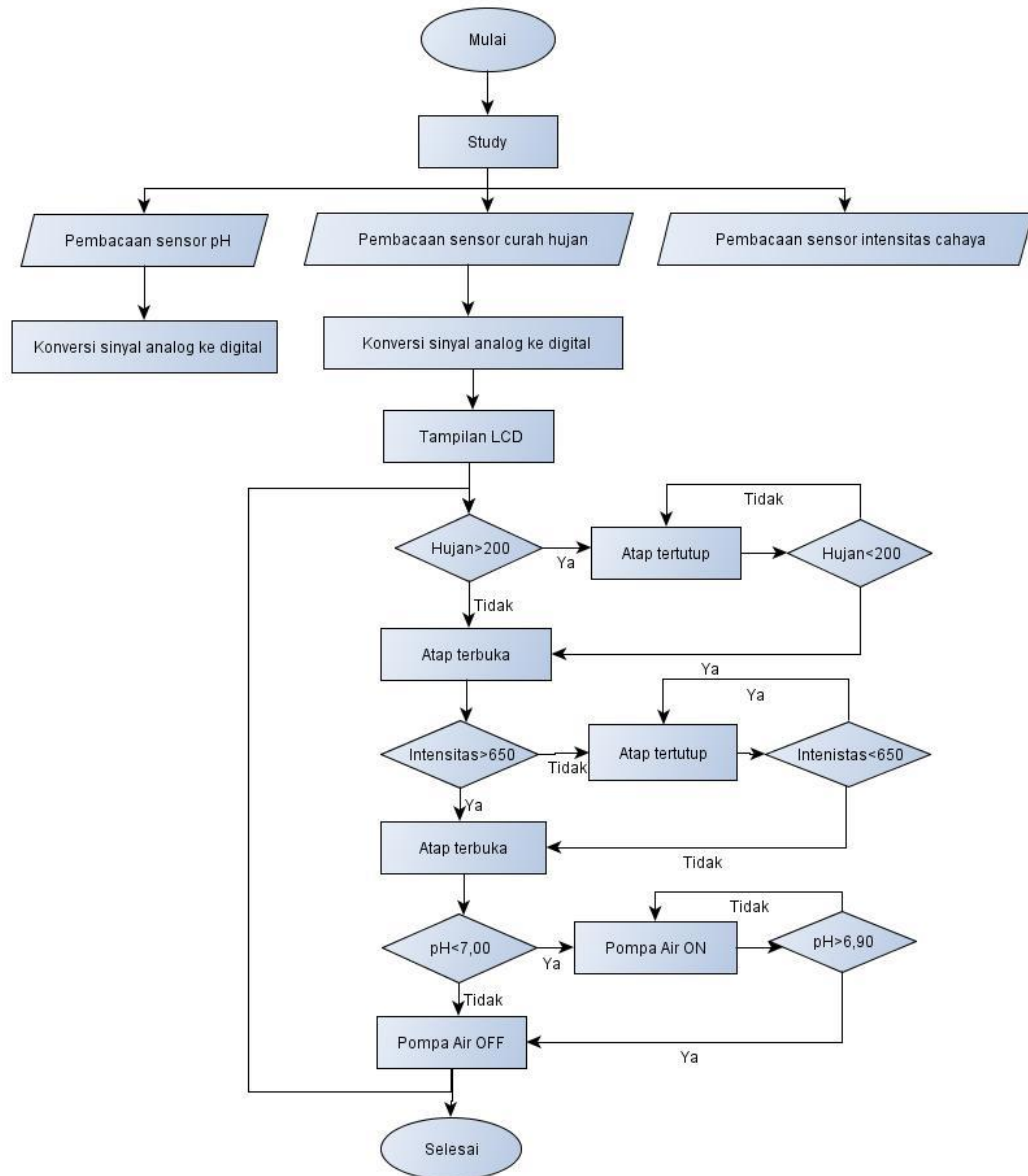 Mulai
Study
Pembacaan sensor pH
Pembacaan sensor curah hujan
Pembacaan sensor intensitas cahaya
Konversi sinyal analog ke digital
Konversi sinyal analog ke digital
Tampilan LCD
Tidak
Hujan>200
Ya
Atap tertutup
Hujan<200
Tidak
Atap terbuka
Ya
Ya
Intensitas>650
Tidak
Atap tertutup
Intenistas<650
Ya
Atap terbuka
Tidak
Tidak
pH<7,00
Ya
Pompa Air ON
pH>6,90
Tidak
Pompa Air OFF
Ya
Selesai